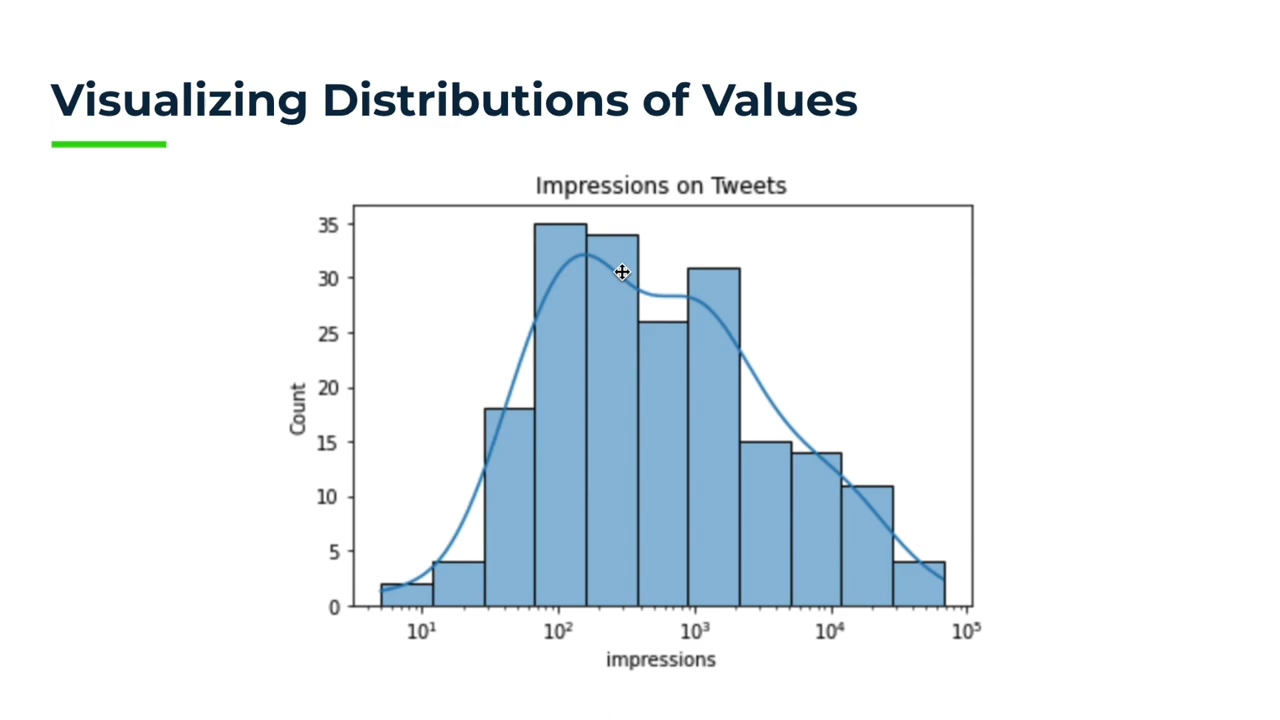 Visualizing Distributions of Values
Impressions on Tweets
35
30
25
20
15
10
5
0
Count
10¹ 10² 10³ 10⁴ 10⁵
impressions